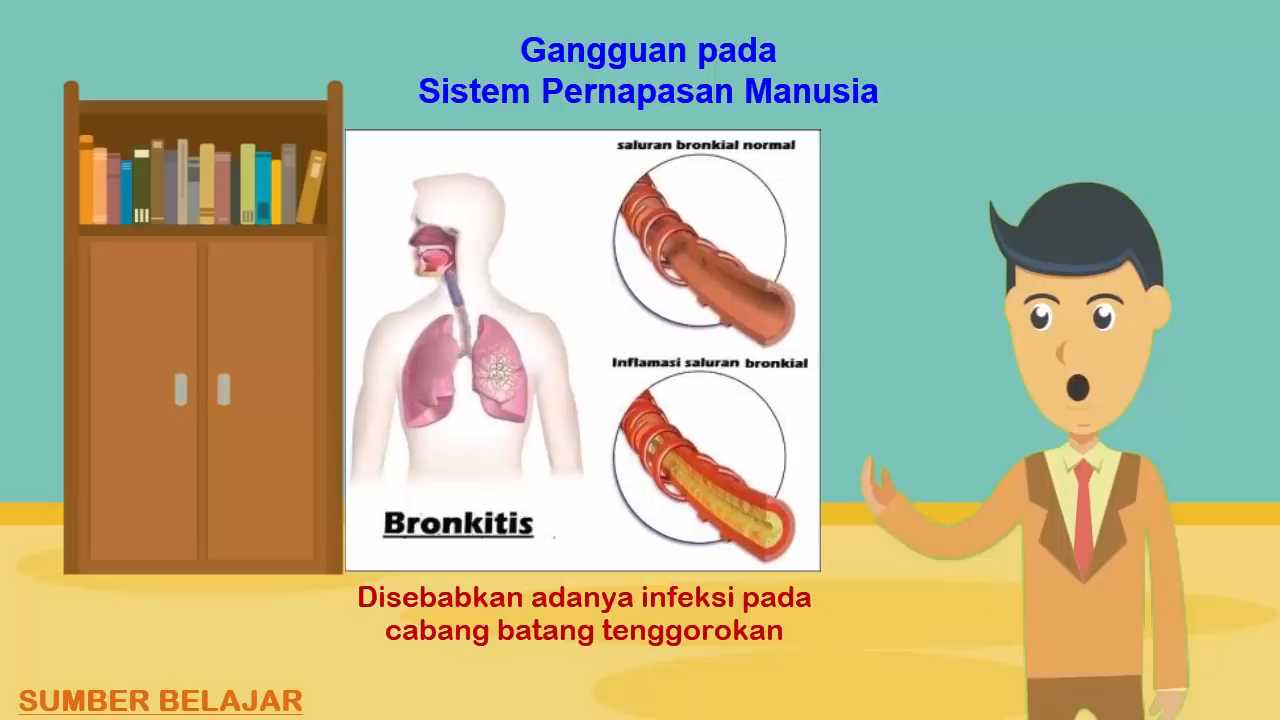 Gangguan pada
Sistem Pernapasan Manusia
saluran bronkial normal
Inflamasi saluran bronkial
Bronkitis
Disebabkan adanya infeksi pada
cabang batang tenggorokan
SUMBER BELAJAR